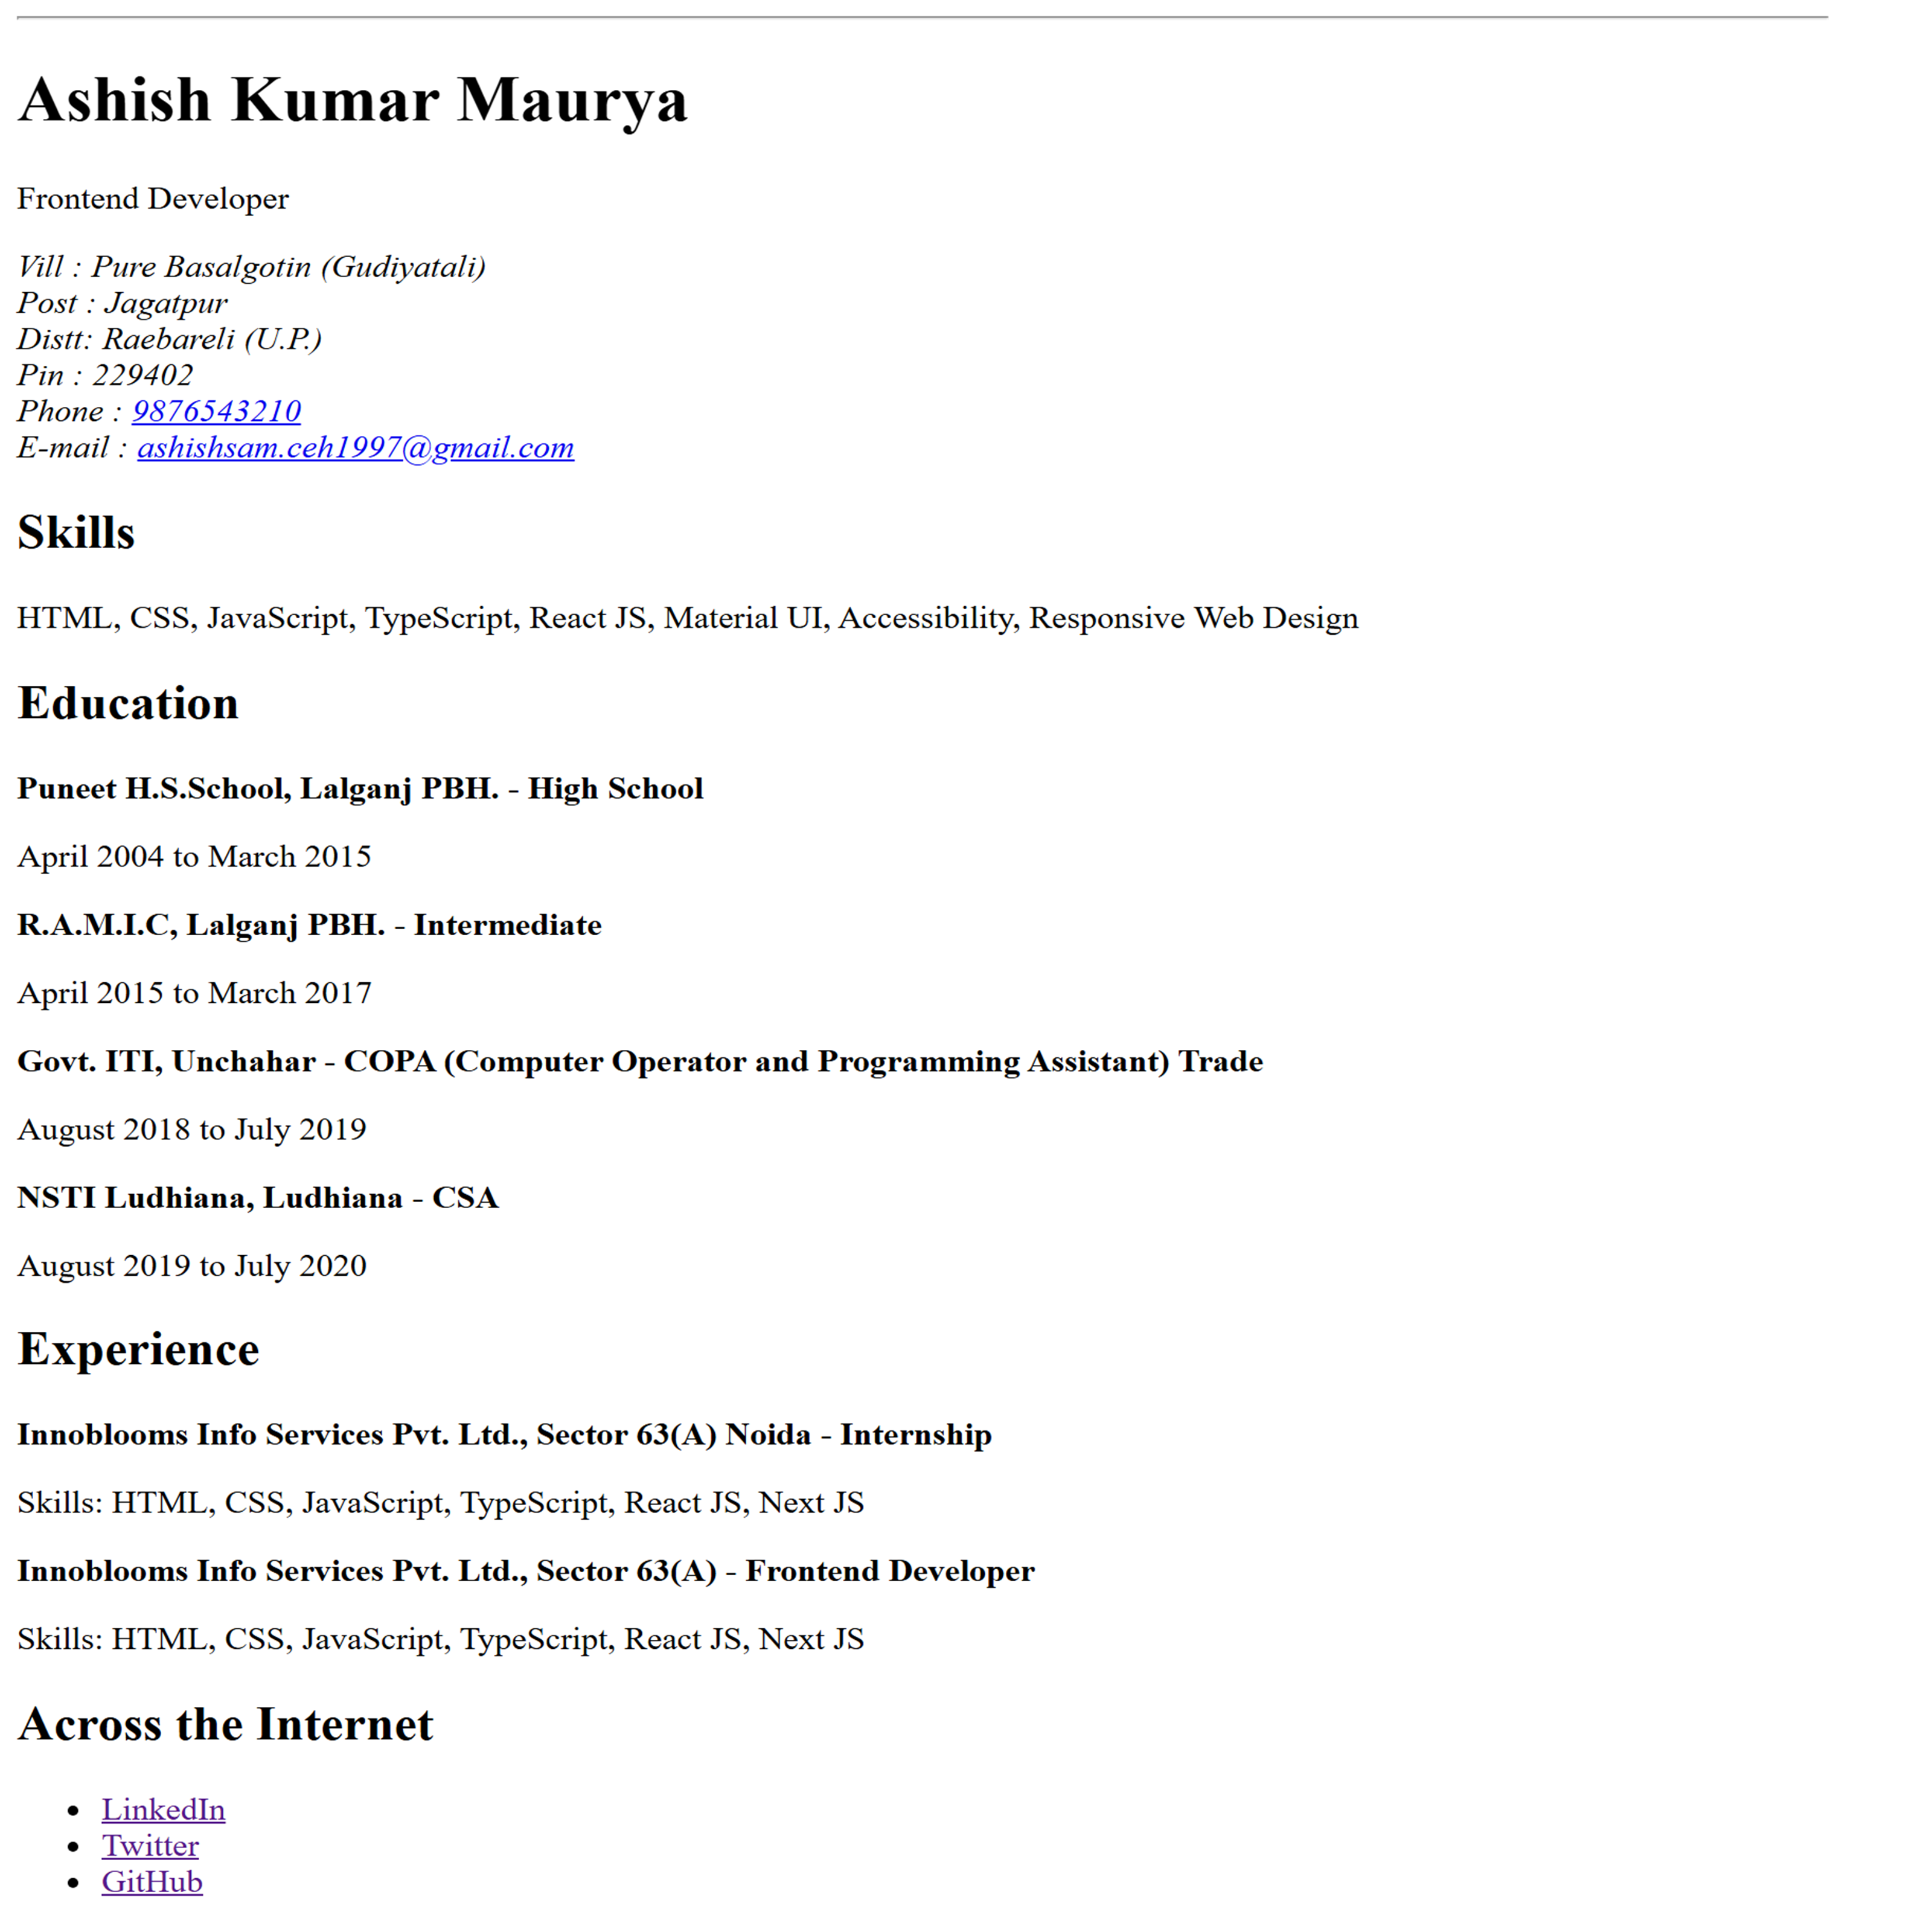 Ashish Kumar Maurya
Frontend Developer
Vill : Pure Basalgotin (Gudiyatali)
Post : Jagatpur
Distt: Raebareli (U.P.)
Pin : 229402
Phone : 9876543210
E-mail : ashishsam.ceh1997@gmail.com
Skills
HTML, CSS, JavaScript, TypeScript, React JS, Material UI, Accessibility, Responsive Web Design
Education
Puneet H.S.School, Lalganj PBH. - High School
April 2004 to March 2015
R.A.M.I.C, Lalganj PBH. - Intermediate
April 2015 to March 2017
Govt. ITI, Unchahar - COPA (Computer Operator and Programming Assistant) Trade
August 2018 to July 2019
NSTI Ludhiana, Ludhiana - CSA
August 2019 to July 2020
Experience
Innoblooms Info Services Pvt. Ltd., Sector 63(A) Noida - Internship
Skills: HTML, CSS, JavaScript, TypeScript, React JS, Next JS
Innoblooms Info Services Pvt. Ltd., Sector 63(A) - Frontend Developer
Skills: HTML, CSS, JavaScript, TypeScript, React JS, Next JS
Across the Internet
• LinkedIn
• Twitter
• GitHub